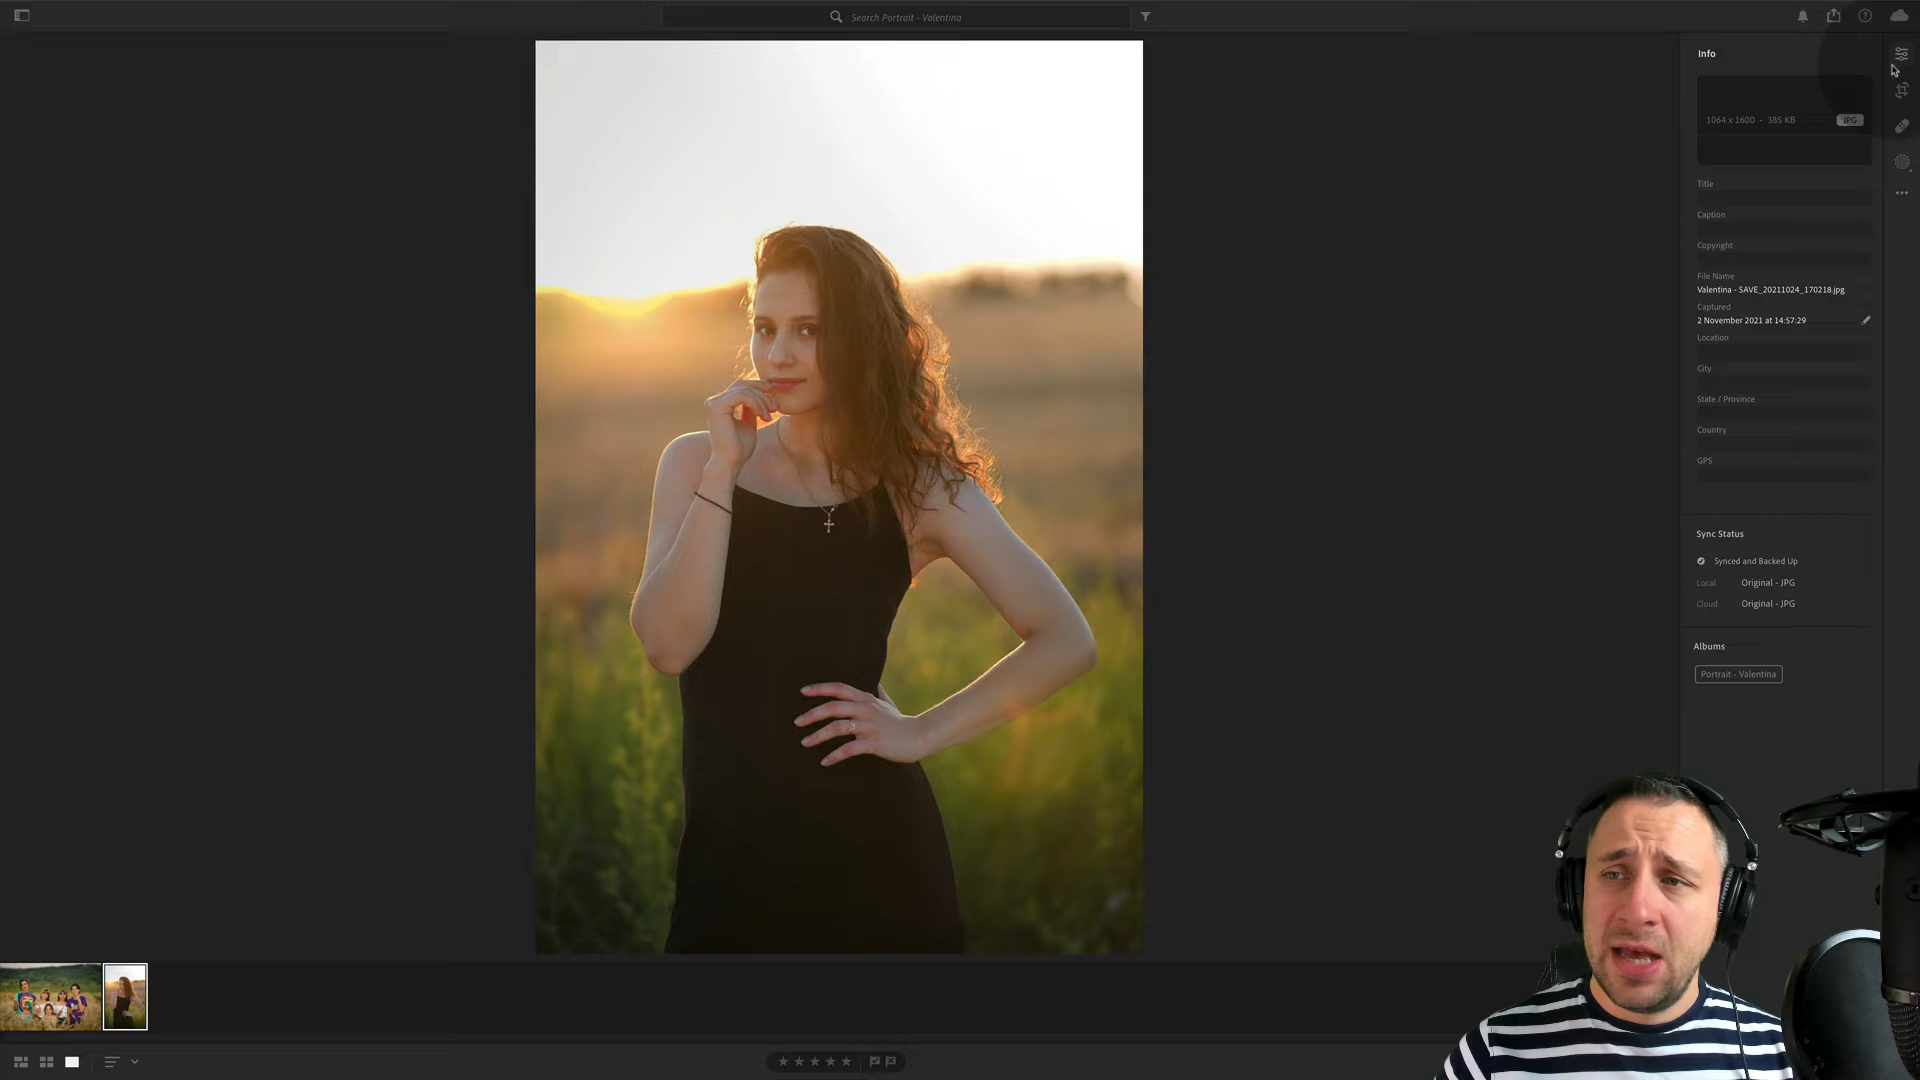 Search Portrait - Valentina
Info
1064 x 1600 - 385 KB
JPG
Title
Caption
Copyright
File Name
Valentina - SAVE_20211024_170218.jpg
Captured
2 November 2021 at 14:57:29
Location
City
State / Province
Country
GPS
Sync Status
Synced and Backed Up
Local Original - JPG
Cloud Original - JPG
Albums
Portrait - Valentina